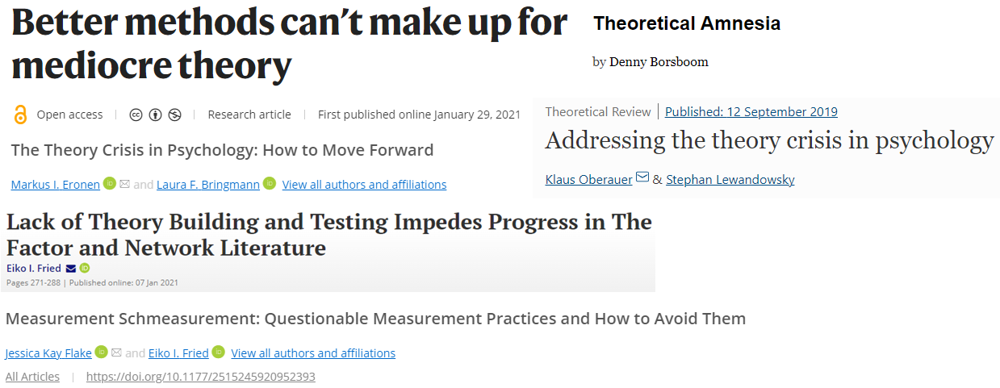 Better methods can't make up for
mediocre theory
Theoretical Amnesia
by Denny Borsboom
Open access | Research article | First published online January 29, 2021
The Theory Crisis in Psychology: How to Move Forward
Markus I. Eronen and Laura F. Bringmann View all authors and affiliations
Theoretical Review | Published: 12 September 2019
Addressing the theory crisis in psychology
Klaus Oberauer & Stephan Lewandowsky
Lack of Theory Building and Testing Impedes Progress in The
Factor and Network Literature
Eiko I. Fried
Pages 271-288 | Published online: 07 Jan 2021
Measurement Schmeasurement: Questionable Measurement Practices and How to Avoid Them
Jessica Kay Flake and Eiko I. Fried View all authors and affiliations
All Articles | https://doi.org/10.1177/2515245920952393